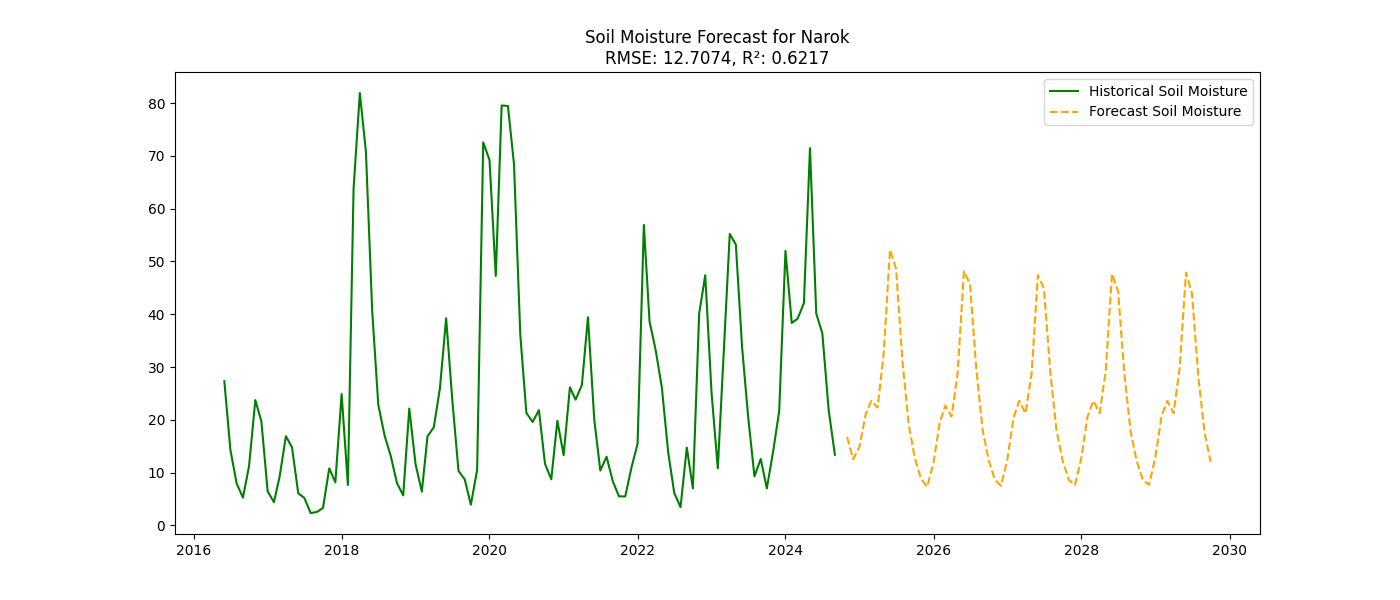 Soil Moisture Forecast for Narok
RMSE: 12.7074, R²: 0.6217
Historical Soil Moisture
Forecast Soil Moisture
80
70
60
50
40
30
20
10
0
2016 2018 2020 2022 2024 2026 2028 2030